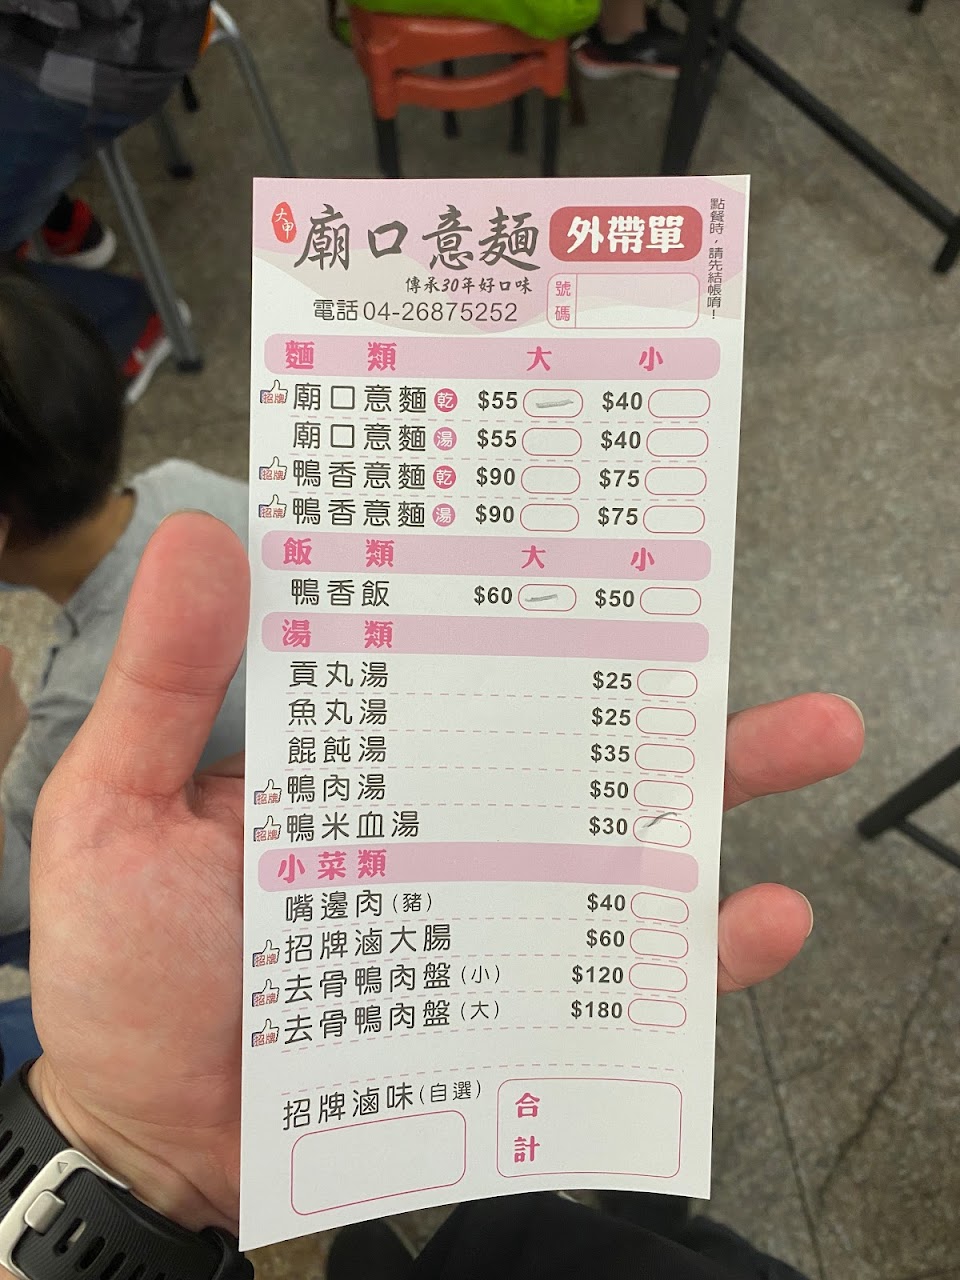 大甲
廟口意麵 外帶單
傳承30年好口味
電話04-26875252
號碼
點餐時,請先結帳唷!
麵類 大 小
招牌 廟口意麵 乾 $55 $40
廟口意麵 湯 $55 $40
招牌 鴨香意麵 乾 $90 $75
招牌 鴨香意麵 湯 $90 $75
飯類 大 小
鴨香飯 $60 $50
湯類
貢丸湯 $25
魚丸湯 $25
餛飩湯 $35
招牌 鴨肉湯 $50
招牌 鴨米血湯 $30
小菜類
嘴邊肉(豬) $40
招牌 招牌滷大腸 $60
招牌 去骨鴨肉盤(小) $120
招牌 去骨鴨肉盤(大) $180
招牌滷味(自選)
合計